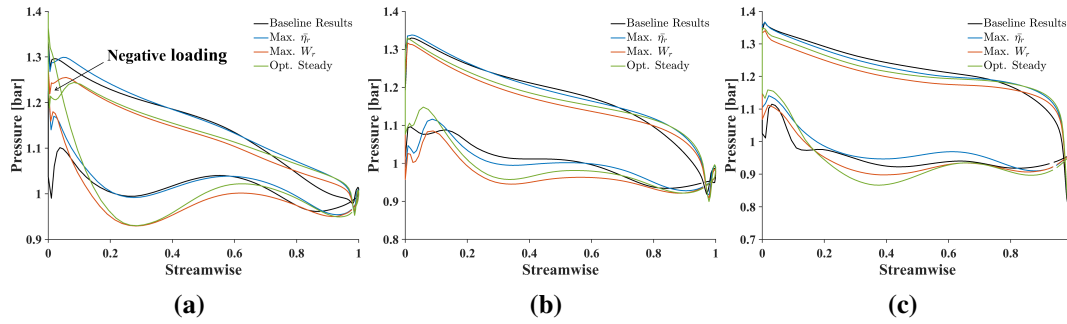 1.4
1.3
1.2
1.1
1
0.9
Pressure [bar]
0
0.2
0.4
0.6
0.8
1
Streamwise
Negative loading
Baseline Results
Max. η̄r
Max. Wr
Opt. Steady
(a)
1.4
1.3
1.2
1.1
1
0.9
0.8
Pressure [bar]
0
0.2
0.4
0.6
0.8
1
Streamwise
Baseline Results
Max. η̄r
Max. Wr
Opt. Steady
(b)
1.4
1.3
1.2
1.1
1
0.9
0.8
0.7
Pressure [bar]
0
0.2
0.4
0.6
0.8
Streamwise
Baseline Results
Max. η̄r
Max. Wr
Opt. Steady
(c)